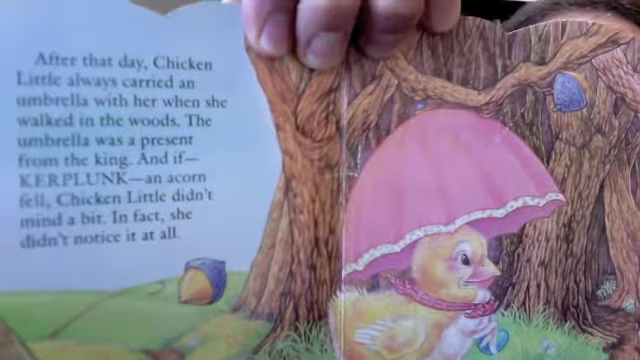 After that day, Chicken
Little always carried an
umbrella with her when she
walked in the woods. The
umbrella was a present
from the king. And if—
KERPLUNK—an acorn
fell, Chicken Little didn't
mind a bit. In fact, she
didn't notice it at all.